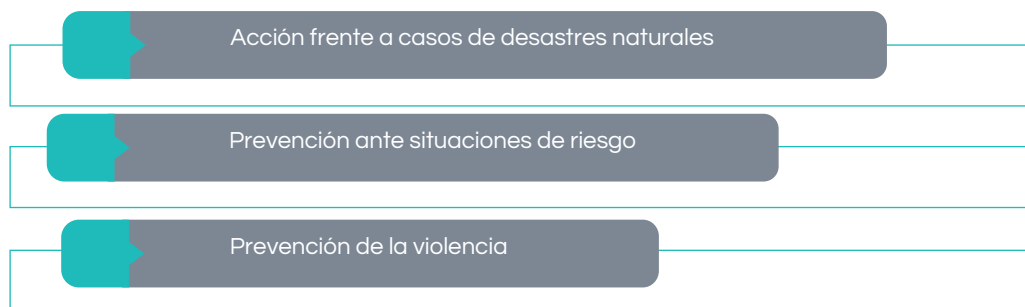 Acción frente a casos de desastres naturales
Prevención ante situaciones de riesgo
Prevención de la violencia